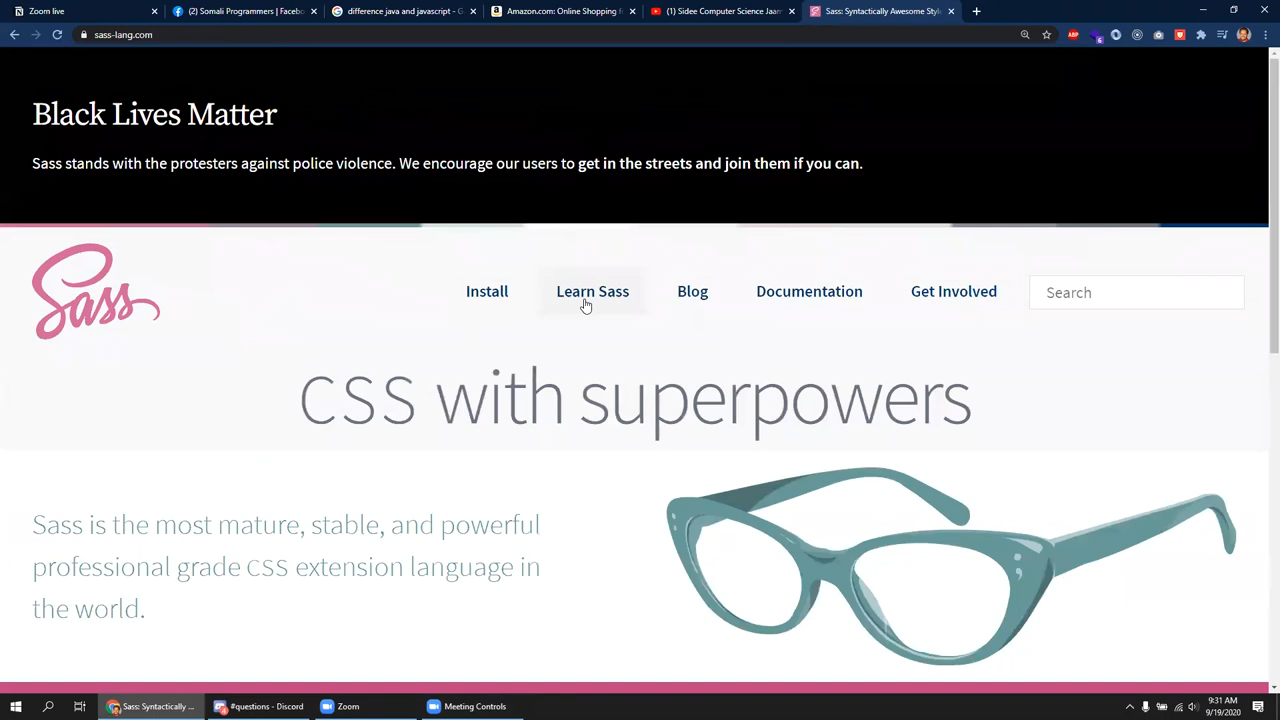 Zoom live
(2) Somali Programmers | Facebo
difference java and javascript - G
Amazon.com: Online Shopping f
(1) Sidee Computer Science Jaam
Sass: Syntactically Awesome Styl
sass-lang.com
6
Black Lives Matter
Sass stands with the protesters against police violence. We encourage our users to get in the streets and join them if you can.
Sass
Install
Learn Sass
Blog
Documentation
Get Involved
Search
CSS with superpowers
Sass is the most mature, stable, and powerful
professional grade CSS extension language in
the world.
Sass: Syntactically ...
#questions - Discord
Zoom
Meeting Controls
9:31 AM
9/19/2020